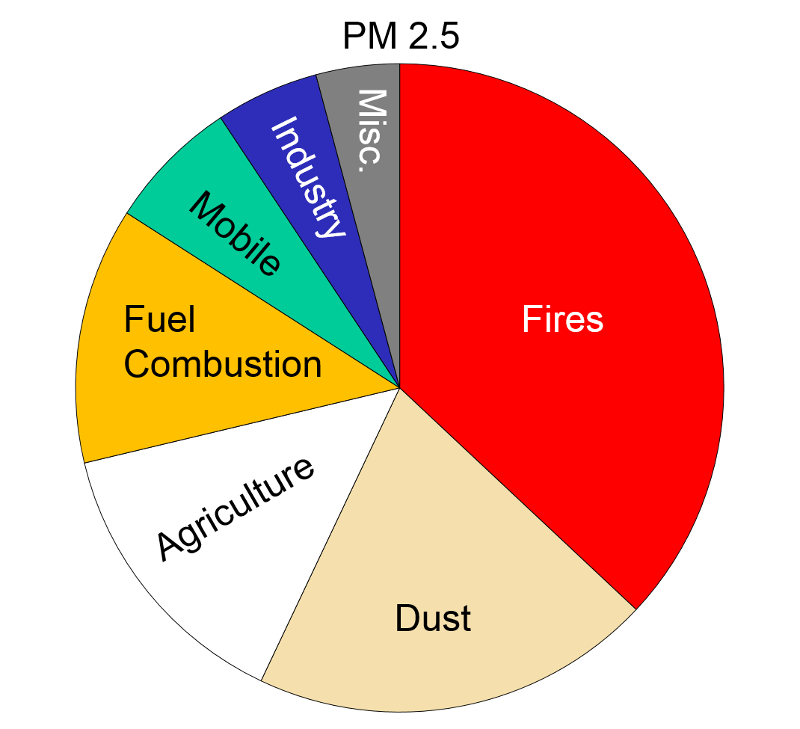 PM 2.5
Misc.
Industry
Mobile
Fires
Fuel
Combustion
Agriculture
Dust